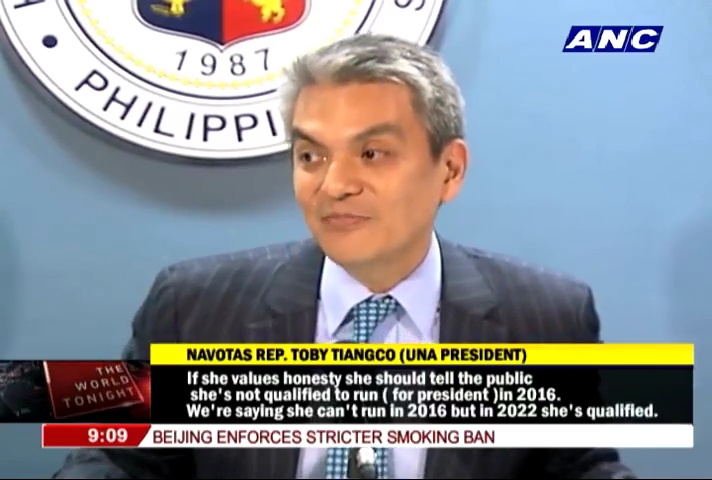 1987
PHILIPPI
ANC
NAVOTAS REP. TOBY TIANGCO (UNA PRESIDENT)
THE
WORLD
TONIGHT
If she values honesty she should tell the public
she's not qualified to run ( for president )in 2016.
We're saying she can't run in 2016 but in 2022 she's qualified.
9:09 BEIJING ENFORCES STRICTER SMOKING BAN